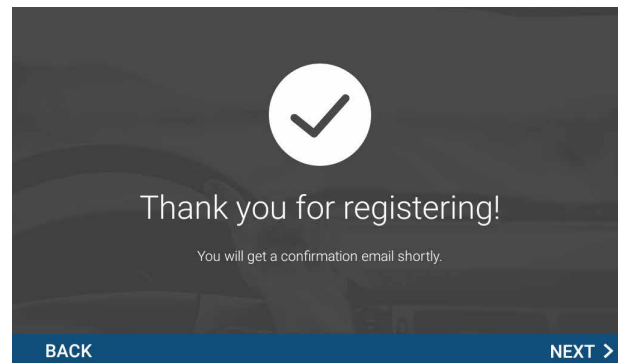 Thank you for registering!
You will get a confirmation email shortly.
BACK
NEXT